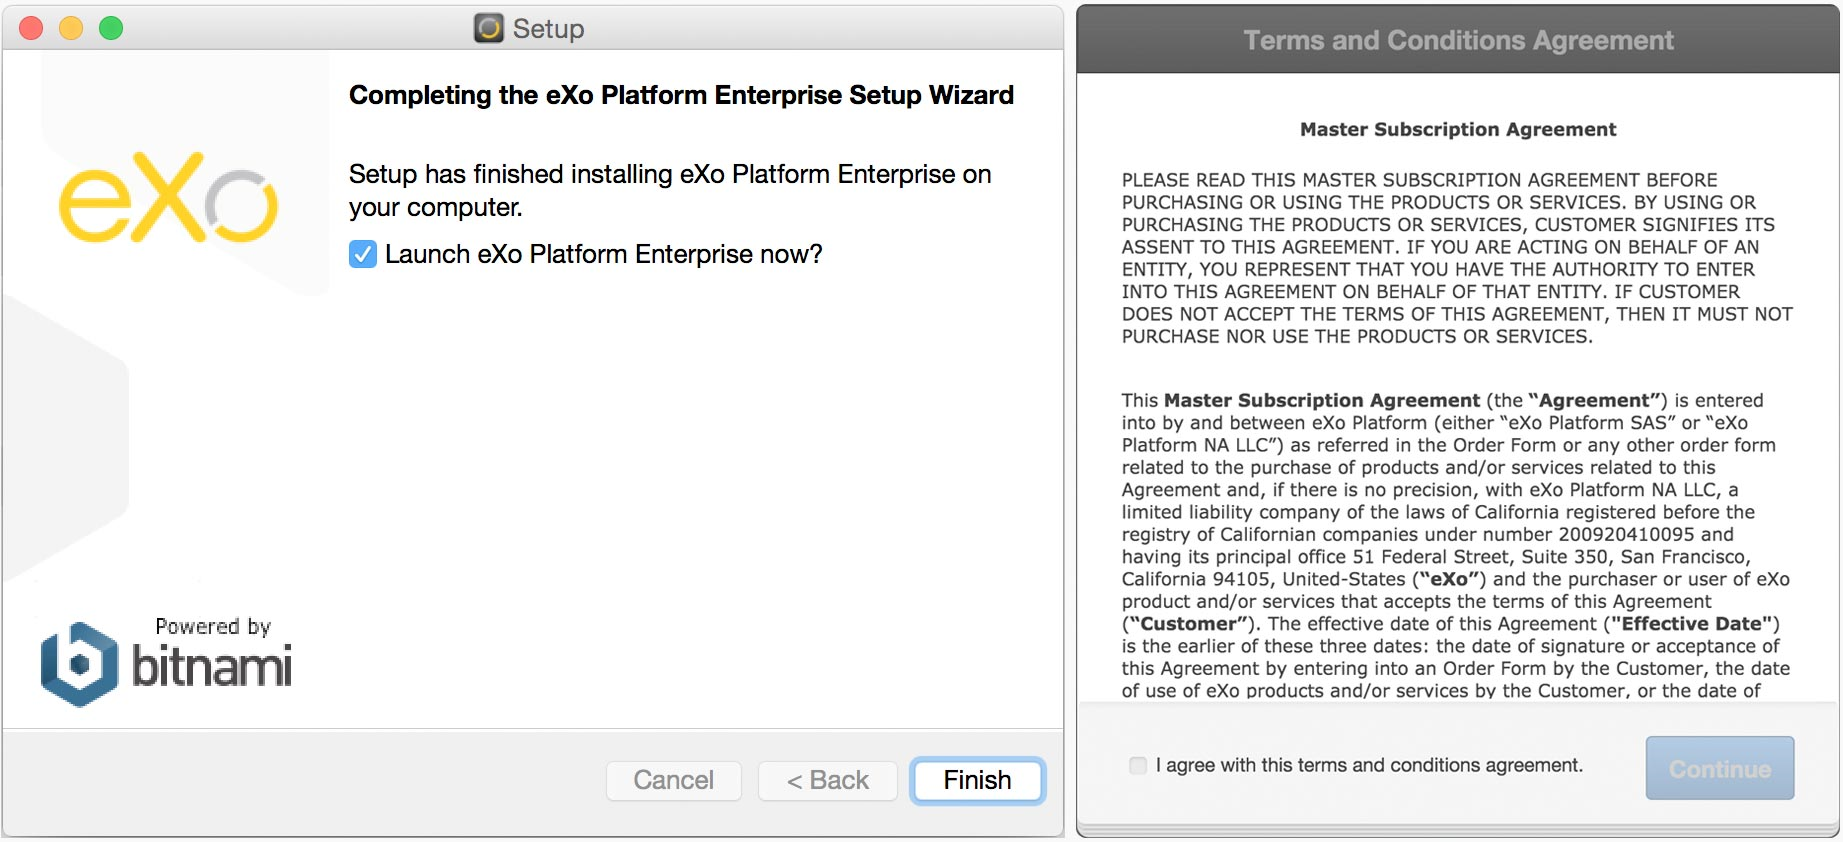 Setup
Completing the eXo Platform Enterprise Setup Wizard
eXo
Setup has finished installing eXo Platform Enterprise on
your computer.
Launch eXo Platform Enterprise now?
Powered by
bitnami
Cancel
< Back
Finish
Terms and Conditions Agreement
Master Subscription Agreement
PLEASE READ THIS MASTER SUBSCRIPTION AGREEMENT BEFORE
PURCHASING OR USING THE PRODUCTS OR SERVICES. BY USING OR
PURCHASING THE PRODUCTS OR SERVICES, CUSTOMER SIGNIFIES ITS
ASSENT TO THIS AGREEMENT. IF YOU ARE ACTING ON BEHALF OF AN
ENTITY, YOU REPRESENT THAT YOU HAVE THE AUTHORITY TO ENTER
INTO THIS AGREEMENT ON BEHALF OF THAT ENTITY. IF CUSTOMER
DOES NOT ACCEPT THE TERMS OF THIS AGREEMENT, THEN IT MUST NOT
PURCHASE NOR USE THE PRODUCTS OR SERVICES.
This Master Subscription Agreement (the “Agreement”) is entered
into by and between eXo Platform (either “eXo Platform SAS” or “eXo
Platform NA LLC”) as referred in the Order Form or any other order form
related to the purchase of products and/or services related to this
Agreement and, if there is no precision, with eXo Platform NA LLC, a
limited liability company of the laws of California registered before the
registry of Californian companies under number 200920410095 and
having its principal office 51 Federal Street, Suite 350, San Francisco,
California 94105, United-States (“eXo”) and the purchaser or user of eXo
product and/or services that accepts the terms of this Agreement
(“Customer”). The effective date of this Agreement ("Effective Date")
is the earlier of these three dates: the date of signature or acceptance of
this Agreement by entering into an Order Form by the Customer, the date
of use of eXo products and/or services by the Customer, or the date of
I agree with this terms and conditions agreement.
Continue